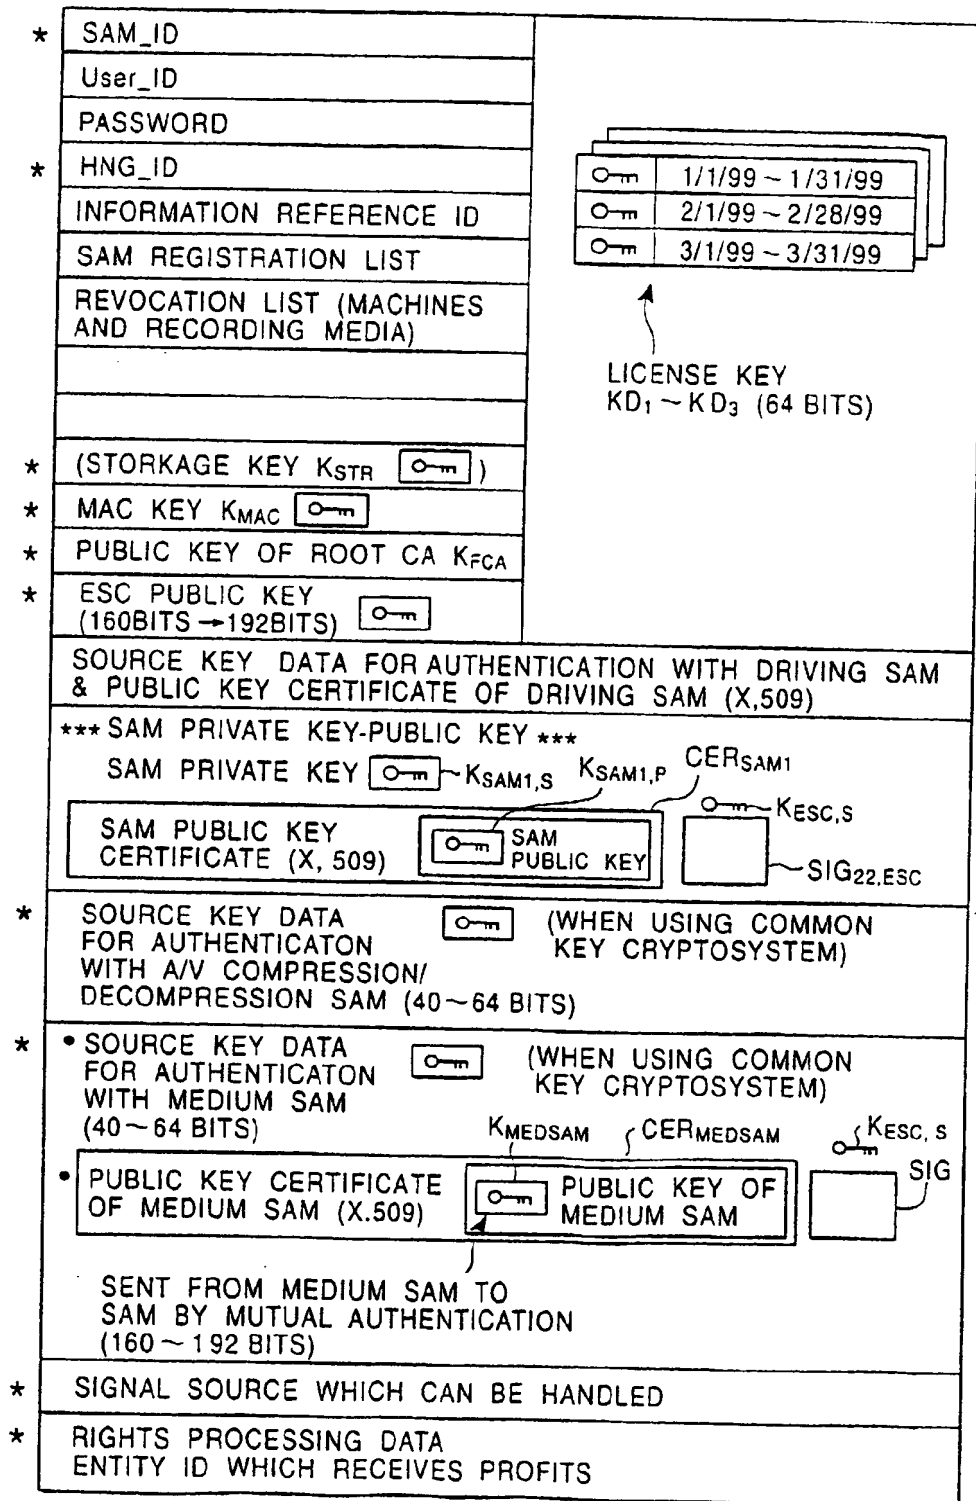 * SAM_ID
User_ID
PASSWORD
* HNG_ID
INFORMATION REFERENCE ID
SAM REGISTRATION LIST
REVOCATION LIST (MACHINES
AND RECORDING MEDIA)
1/1/99 ~ 1/31/99
2/1/99 ~ 2/28/99
3/1/99 ~ 3/31/99
LICENSE KEY
KD1 ~ KD3 (64 BITS)
* (STORKAGE KEY KSTR )
* MAC KEY KMAC
* PUBLIC KEY OF ROOT CA KFCA
* ESC PUBLIC KEY
(160BITS → 192BITS)
SOURCE KEY DATA FOR AUTHENTICATION WITH DRIVING SAM
& PUBLIC KEY CERTIFICATE OF DRIVING SAM (X,509)
*** SAM PRIVATE KEY-PUBLIC KEY ***
SAM PRIVATE KEY KSAM1,S KSAM1,P CERSAM1
KESC,S
SAM PUBLIC KEY
CERTIFICATE (X, 509)
SAM
PUBLIC KEY
SIG22,ESC
* SOURCE KEY DATA
FOR AUTHENTICATON
WITH A/V COMPRESSION/
DECOMPRESSION SAM (40~64 BITS)
(WHEN USING COMMON
KEY CRYPTOSYSTEM)
* • SOURCE KEY DATA
FOR AUTHENTICATON
WITH MEDIUM SAM
(40~64 BITS)
(WHEN USING COMMON
KEY CRYPTOSYSTEM)
KMEDSAM CERMEDSAM KESC, S
SIG
• PUBLIC KEY CERTIFICATE
OF MEDIUM SAM (X.509)
PUBLIC KEY OF
MEDIUM SAM
SENT FROM MEDIUM SAM TO
SAM BY MUTUAL AUTHENTICATION
(160 ~ 192 BITS)
* SIGNAL SOURCE WHICH CAN BE HANDLED
* RIGHTS PROCESSING DATA
ENTITY ID WHICH RECEIVES PROFITS